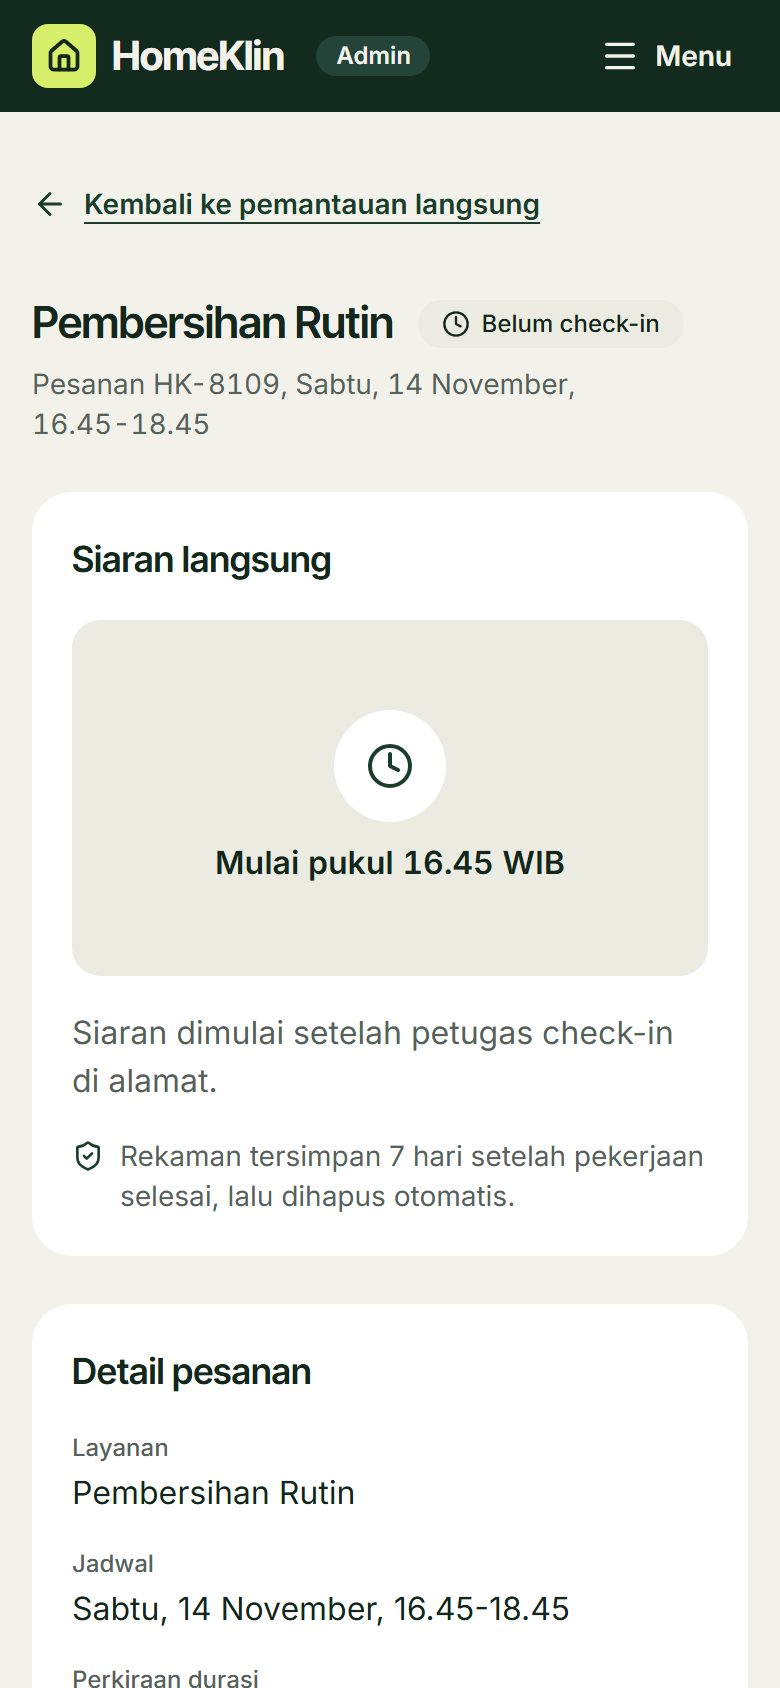 HomeKlin
Admin
Menu
Kembali ke pemantauan langsung
Pembersihan Rutin
Belum check-in
Pesanan HK-8109, Sabtu, 14 November,
16.45-18.45
Siaran langsung
Mulai pukul 16.45 WIB
Siaran dimulai setelah petugas check-in
di alamat.
Rekaman tersimpan 7 hari setelah pekerjaan
selesai, lalu dihapus otomatis.
Detail pesanan
Layanan
Pembersihan Rutin
Jadwal
Sabtu, 14 November, 16.45-18.45
Perkiraan durasi